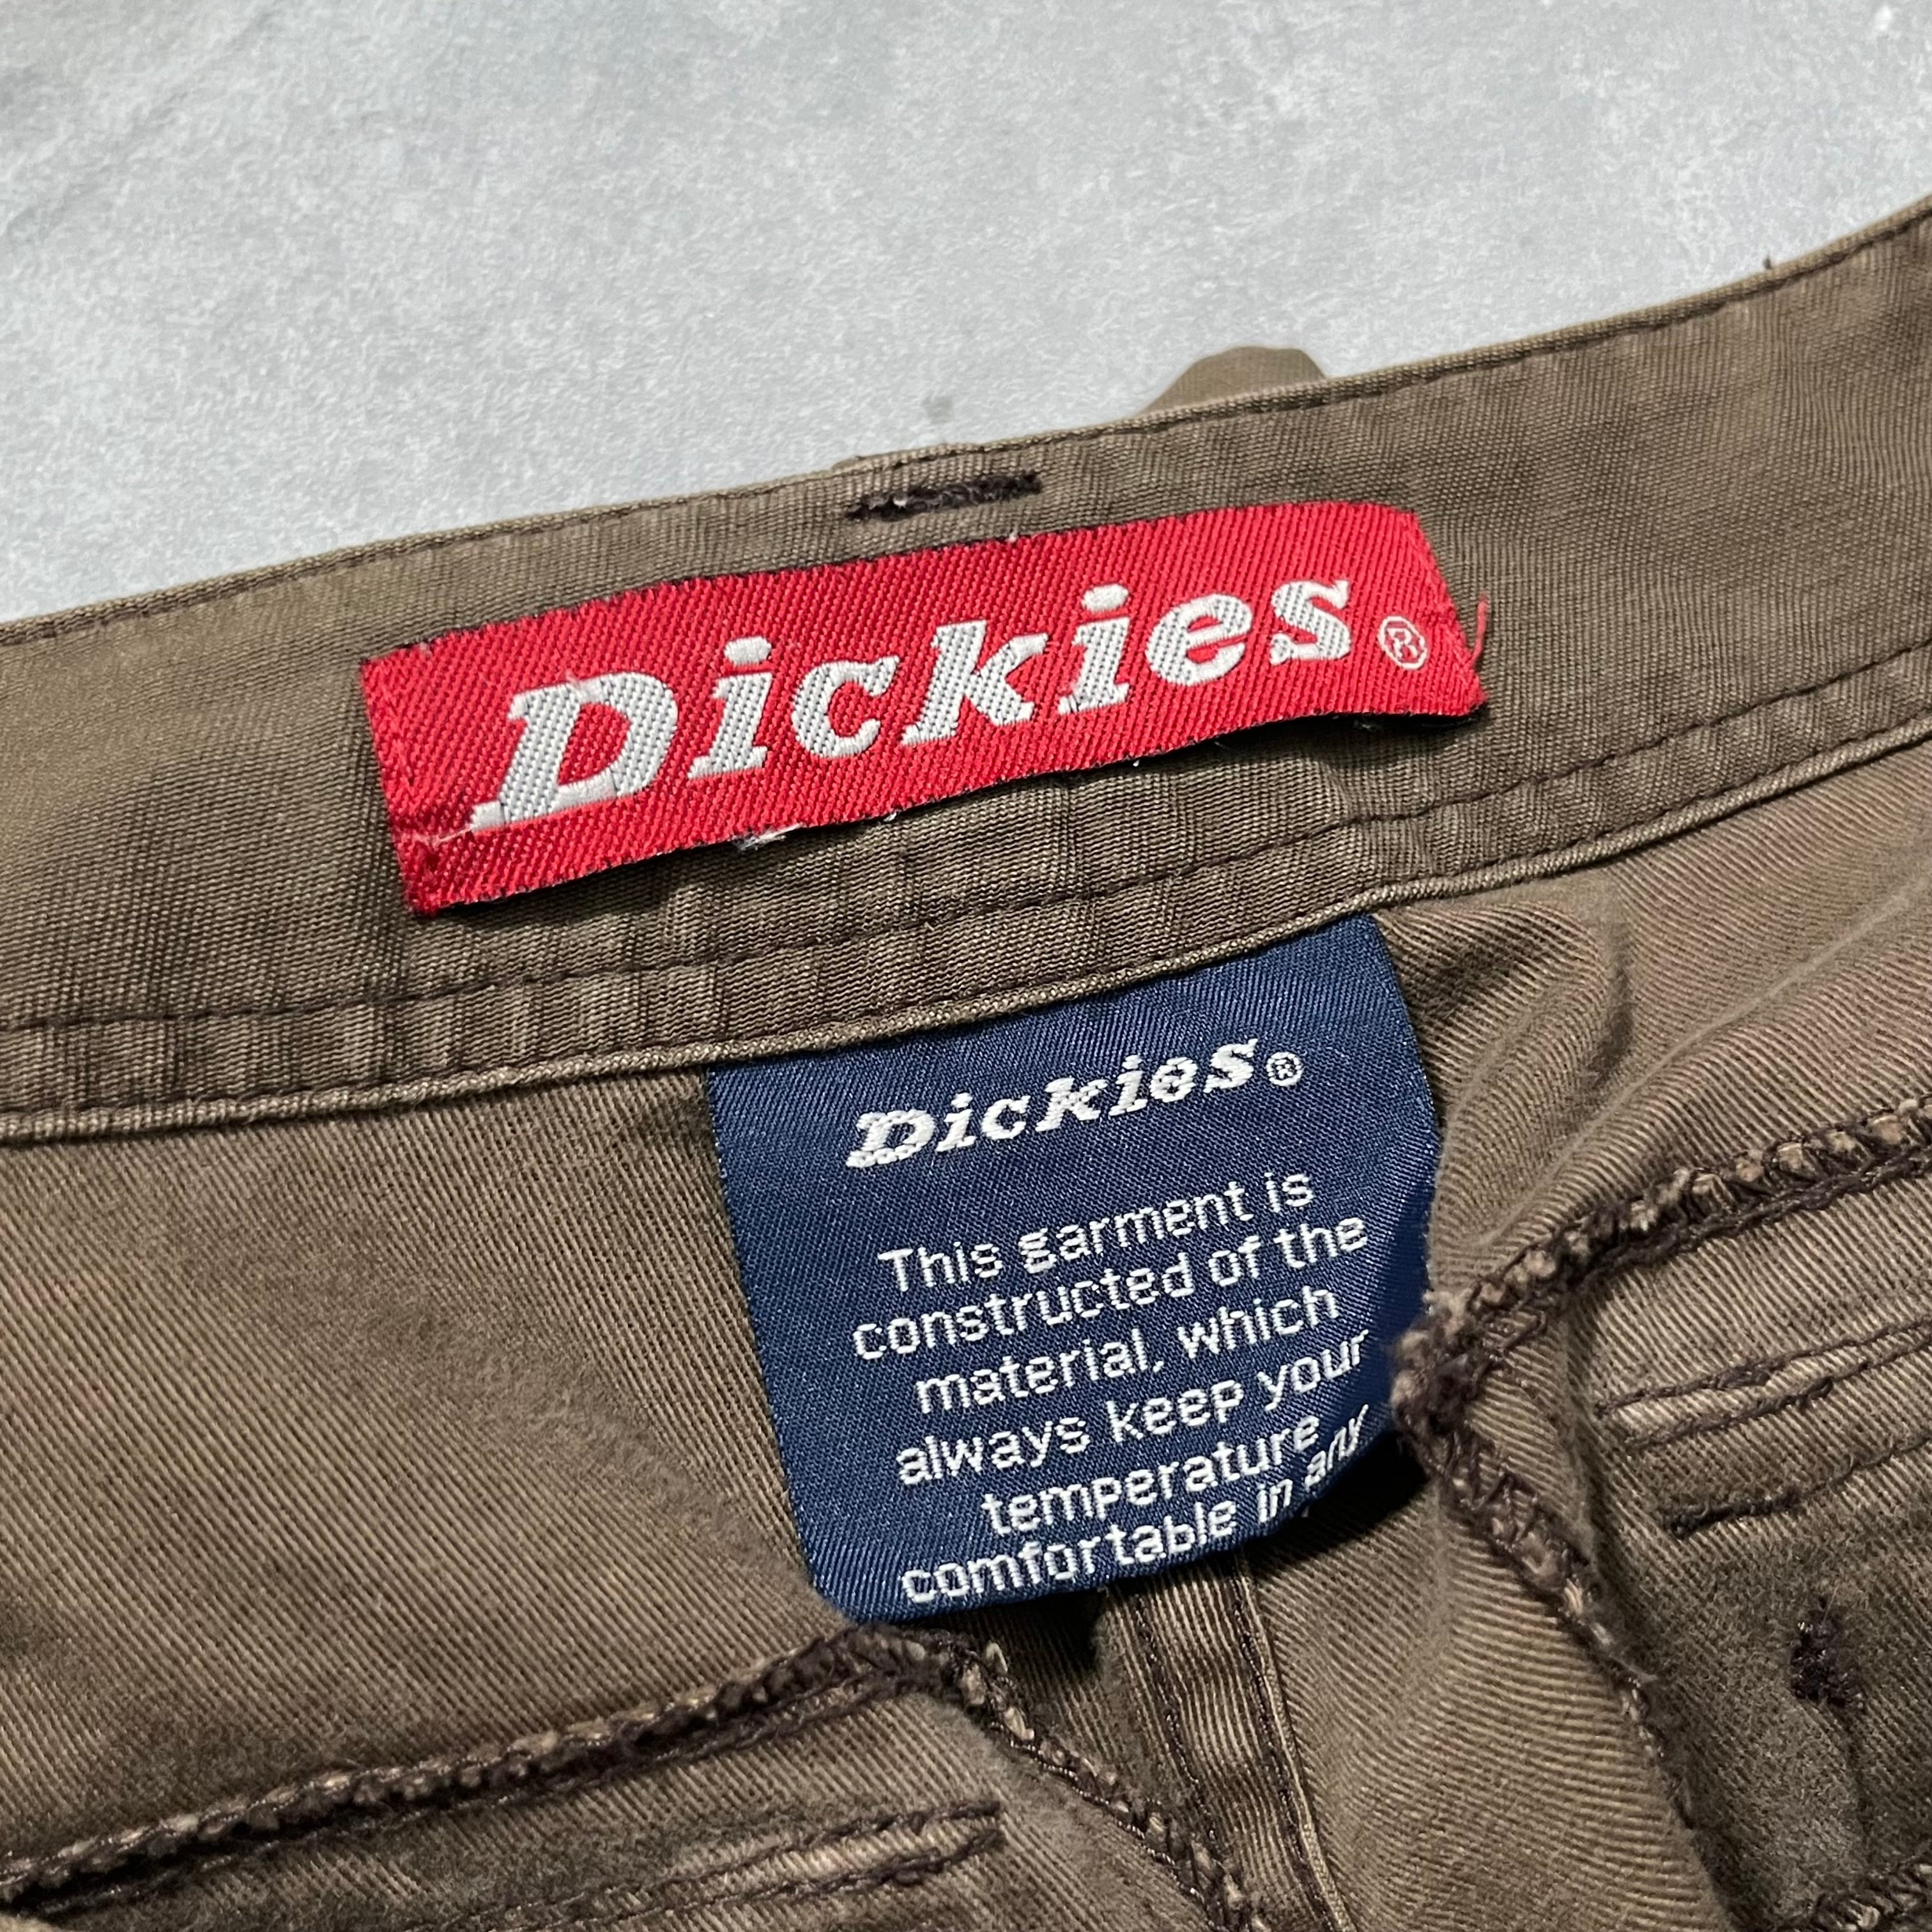 Dickies®
Dickies®
This garment is
constructed of the
material, which
always keep your
temperature
comfortable in any